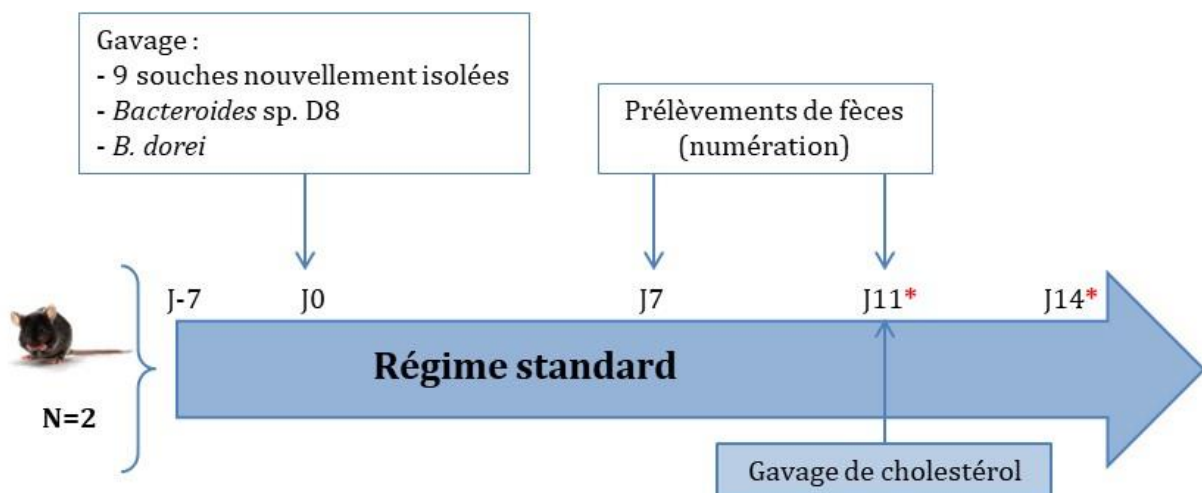 Gavage :
- 9 souches nouvellement isolées
- Bacteroides sp. D8
- B. dorei
Prélèvements de fèces
(numération)
J-7
J0
J7
J11*
J14*
Régime standard
N=2
Gavage de cholestérol